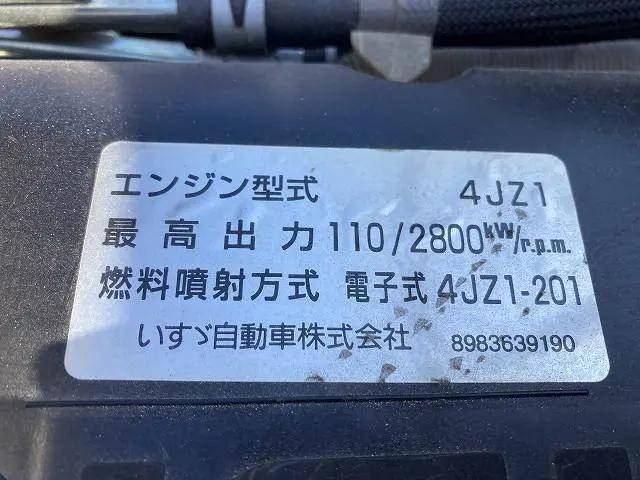 エンジン型式 4JZ1
最高出力 110/2800kW/r.p.m.
燃料噴射方式 電子式 4JZ1-201
いすゞ自動車株式会社 8983639190